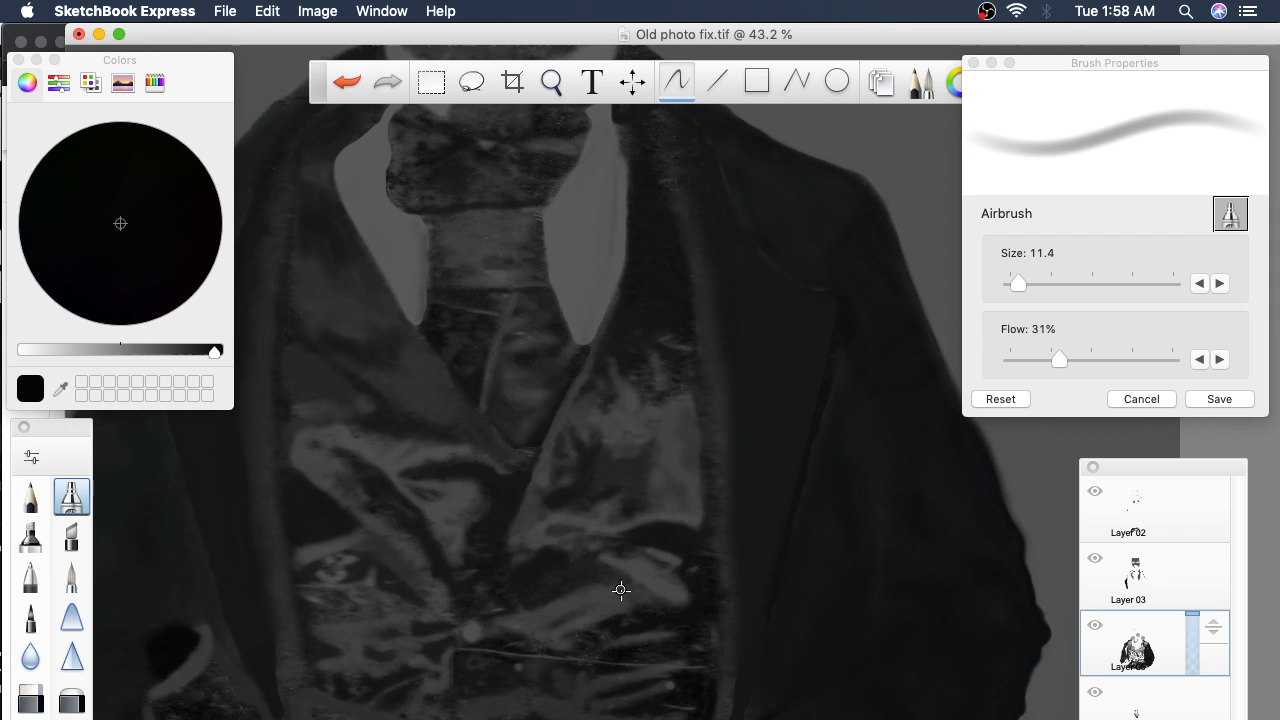 SketchBook Express File Edit Image Window Help Tue 1:58 AM
Old photo fix.tif @ 43.2 %
Colors
T
Brush Properties
Airbrush
Size: 11.4
Flow: 31%
Reset Cancel Save
Layer 02
Layer 03